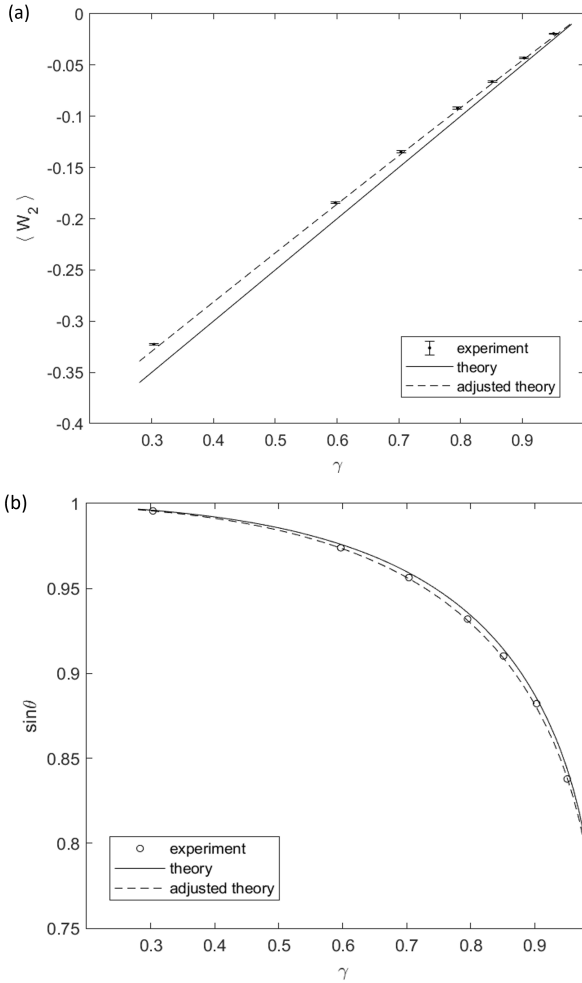 (a)
0
-0.05
-0.1
-0.15
-0.2
-0.25
-0.3
-0.35
-0.4
⟨ W₂ ⟩
experiment
theory
adjusted theory
0.3 0.4 0.5 0.6 0.7 0.8 0.9
γ
(b)
1
0.95
0.9
0.85
0.8
0.75
sinθ
experiment
theory
adjusted theory
0.3 0.4 0.5 0.6 0.7 0.8 0.9
γ